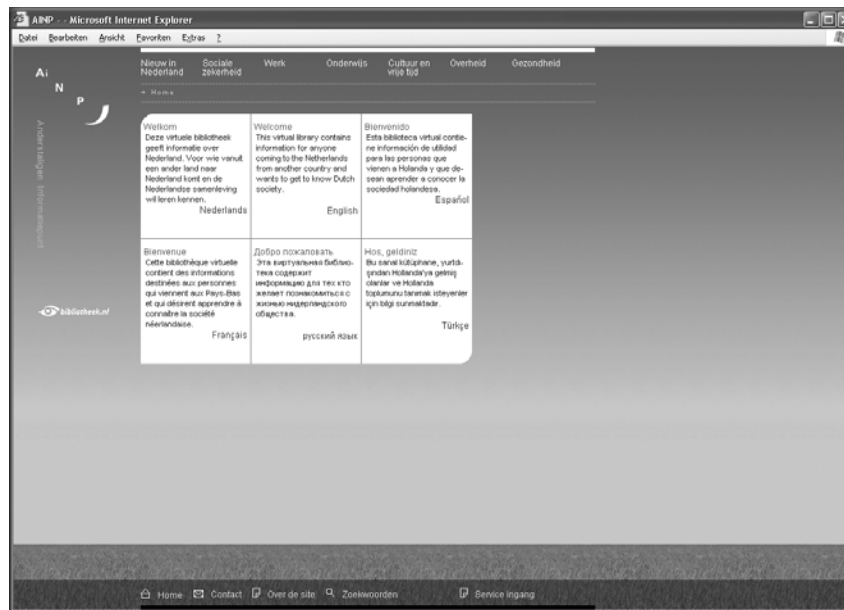 AINP - - Microsoft Internet Explorer
Datei Bearbeiten Ansicht Favoriten Extras ?
Nieuw in Nederland
Sociale zekerheid
Werk
Onderwijs
Cultuur en vrije tijd
Overheid
Gezondheid
Ai
N
P
Home
Anderstaligen Informatiepunt
Welkom
Deze virtuele bibliotheek
geeft informatie over
Nederland. Voor wie vanuit
een ander land naar
Nederland komt en de
Nederlandse samenleving
wil leren kennen.
Nederlands
Welcome
This virtual library contains
information for anyone
coming to the Netherlands
from another country and
wants to get to know Dutch
society.
English
Bienvenido
Esta biblioteca virtual contie-
ne información de utilidad
para las personas que
vienen a Holanda y que de-
sean aprender a conocer la
sociedad holandesa.
Español
Bienvenue
Cette bibliothèque virtuelle
contient des informations
destinées aux personnes
qui viennent aux Pays-Bas
et qui désirent apprendre à
connaître la société
néerlandaise.
Français
Добро пожаловать
Эта виртуальная библио-
тека содержит
информацию для тех кто
желает познакомиться с
жизнью нидерландского
общества.
русский язык
Hos, geldiniz
Bu sanal kütüphane, yurtdı-
şından Hollanda'ya gelmiş
olanlar ve Hollanda
toplumunu tanımak isteyenler
için bilgi sunmaktadır.
Türkçe
bibliotheek.nl
Home Contact Over de site Zoekwoorden Service ingang